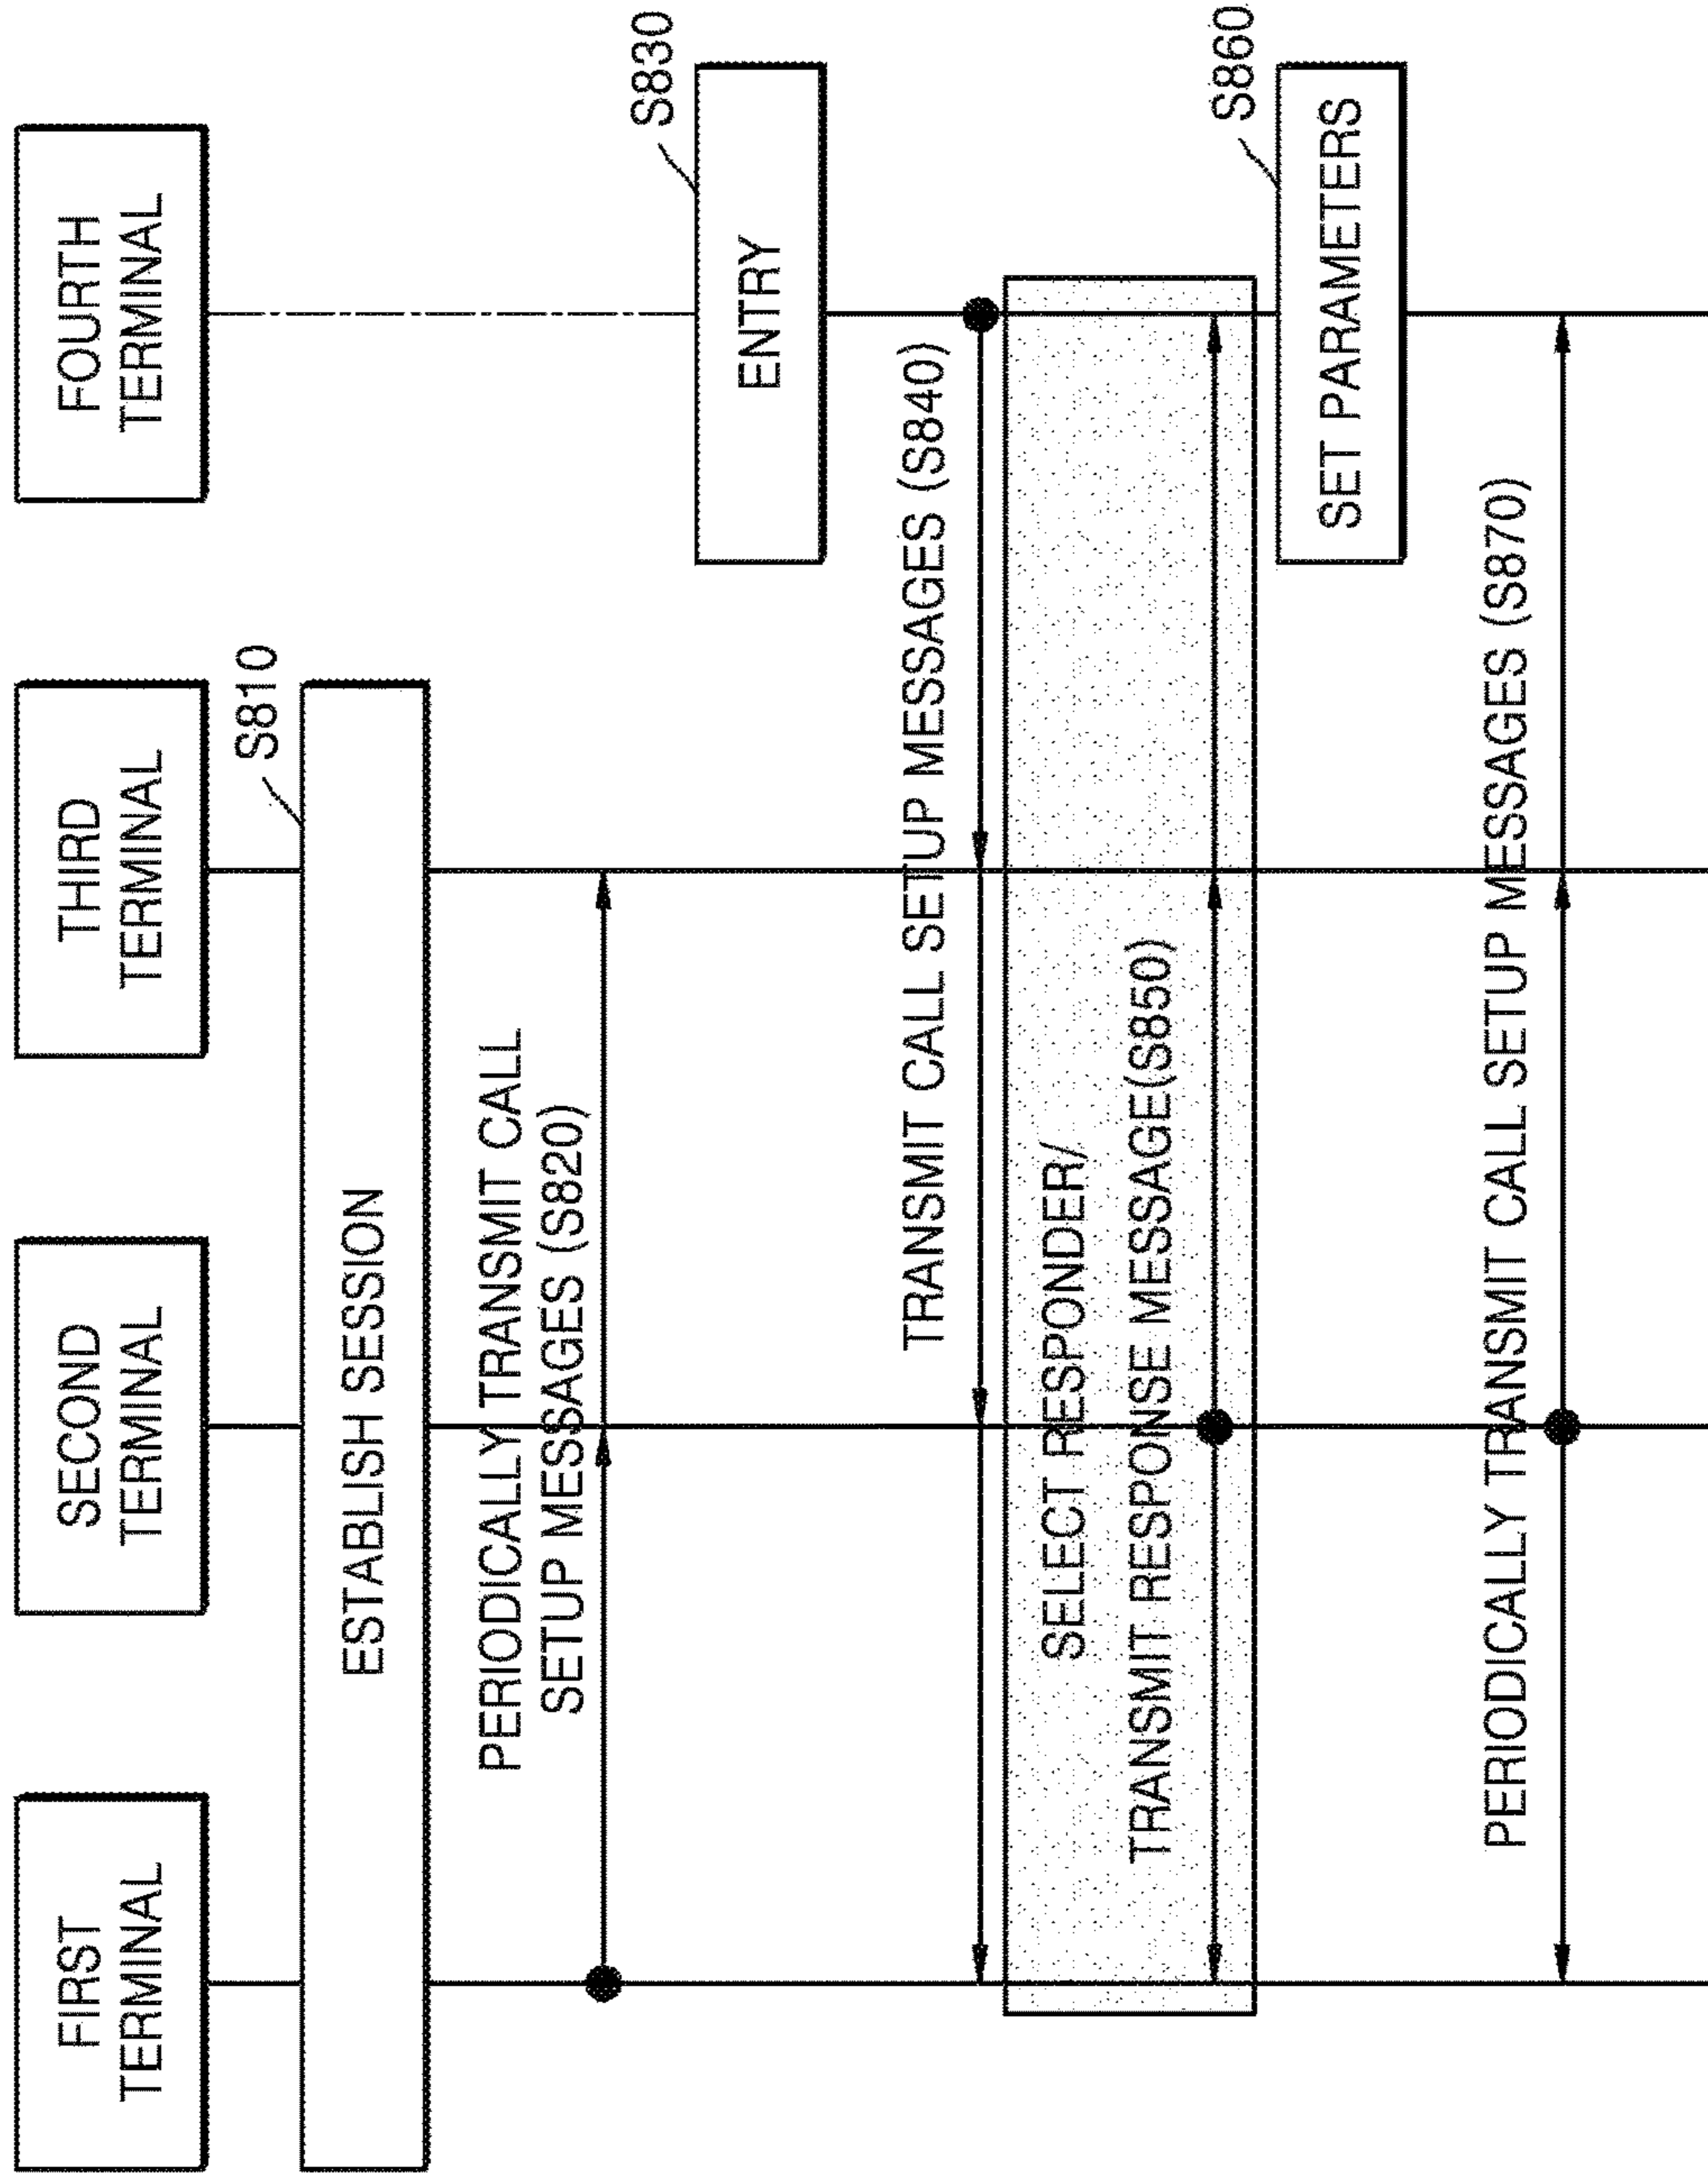 FIRST
TERMINAL
SECOND
TERMINAL
THIRD
TERMINAL
FOURTH
TERMINAL
S810
ESTABLISH SESSION
PERIODICALLY TRANSMIT CALL
SETUP MESSAGES (S820)
S830
ENTRY
TRANSMIT CALL SETUP MESSAGES (S840)
SELECT RESPONDER/
TRANSMIT RESPONSE MESSAGE(S850)
S860
SET PARAMETERS
PERIODICALLY TRANSMIT CALL SETUP MESSAGES (S870)